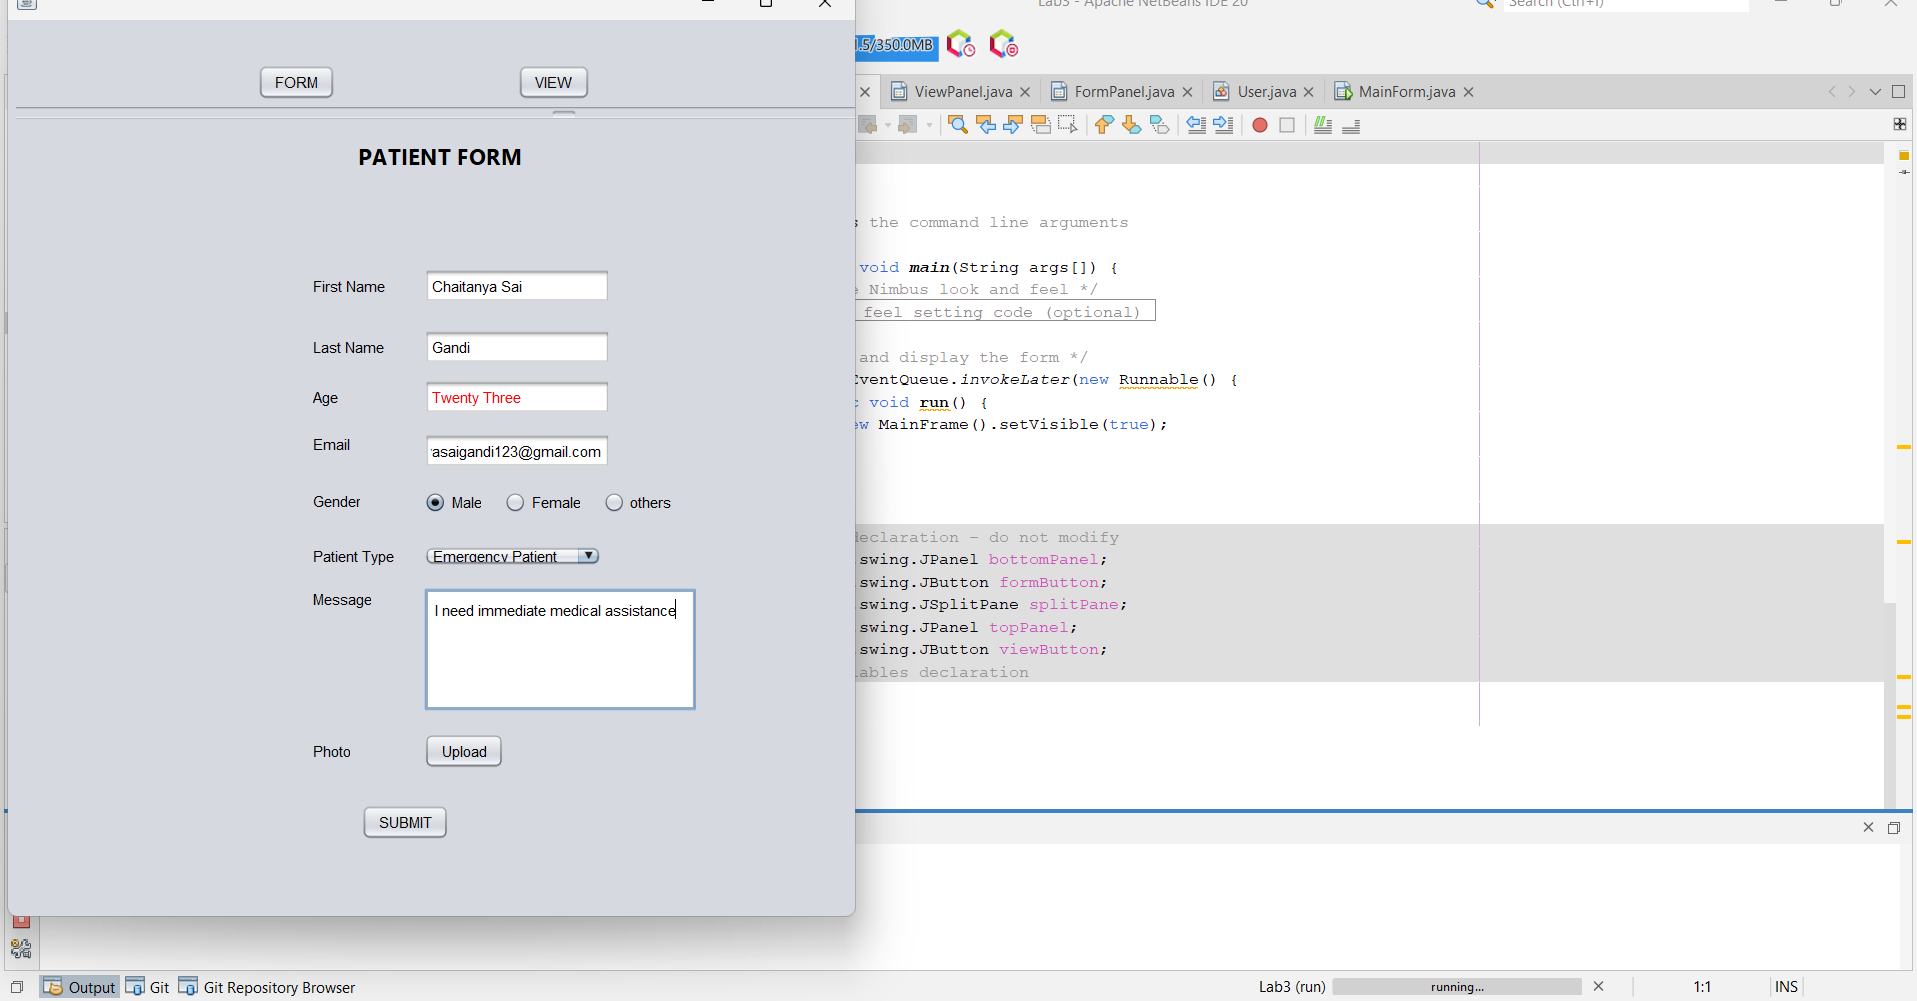 Lab3 - Apache NetBeans IDE 20
Search (Ctrl+I)
1.5/350.0MB
FORM
VIEW
ViewPanel.java
FormPanel.java
User.java
MainForm.java
PATIENT FORM
First Name
Chaitanya Sai
Last Name
Gandi
Age
Twenty Three
Email
asaigandi123@gmail.com
Gender
Male
Female
others
Patient Type
Emergency Patient
Message
I need immediate medical assistance
Photo
Upload
SUBMIT
s the command line arguments
void main(String args[]) {
e Nimbus look and feel */
feel setting code (optional)
and display the form */
EventQueue.invokeLater(new Runnable() {
c void run() {
ew MainFrame().setVisible(true);
declaration - do not modify
swing.JPanel bottomPanel;
.swing.JButton formButton;
.swing.JSplitPane splitPane;
.swing.JPanel topPanel;
.swing.JButton viewButton;
ables declaration
Output
Git
Git Repository Browser
Lab3 (run)
running...
1:1
INS